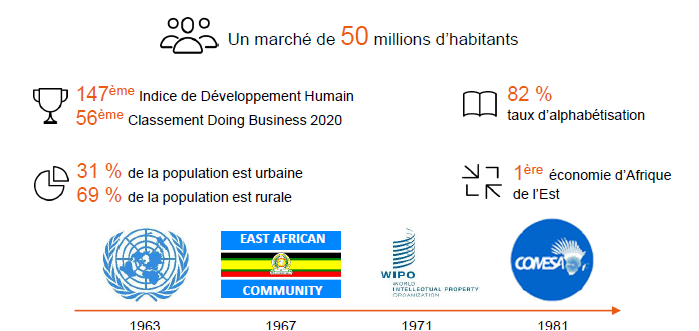 Un marché de 50 millions d’habitants
147ème Indice de Développement Humain
56ème Classement Doing Business 2020
82 %
taux d’alphabétisation
31 % de la population est urbaine
69 % de la population est rurale
1ère économie d’Afrique
de l’Est
EAST AFRICAN
COMMUNITY
WIPO
WORLD
INTELLECTUAL PROPERTY
ORGANIZATION
COMESA
1963
1967
1971
1981